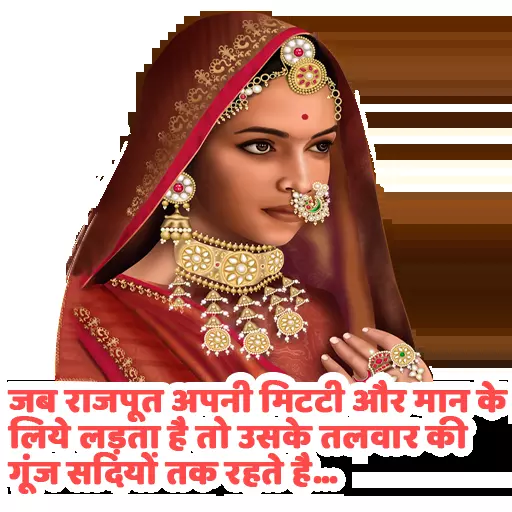 जब राजपूत अपनी मिटटी और मान के
लिये लड़ता है तो उसके तलवार की
गूंज सदियों तक रहते है...